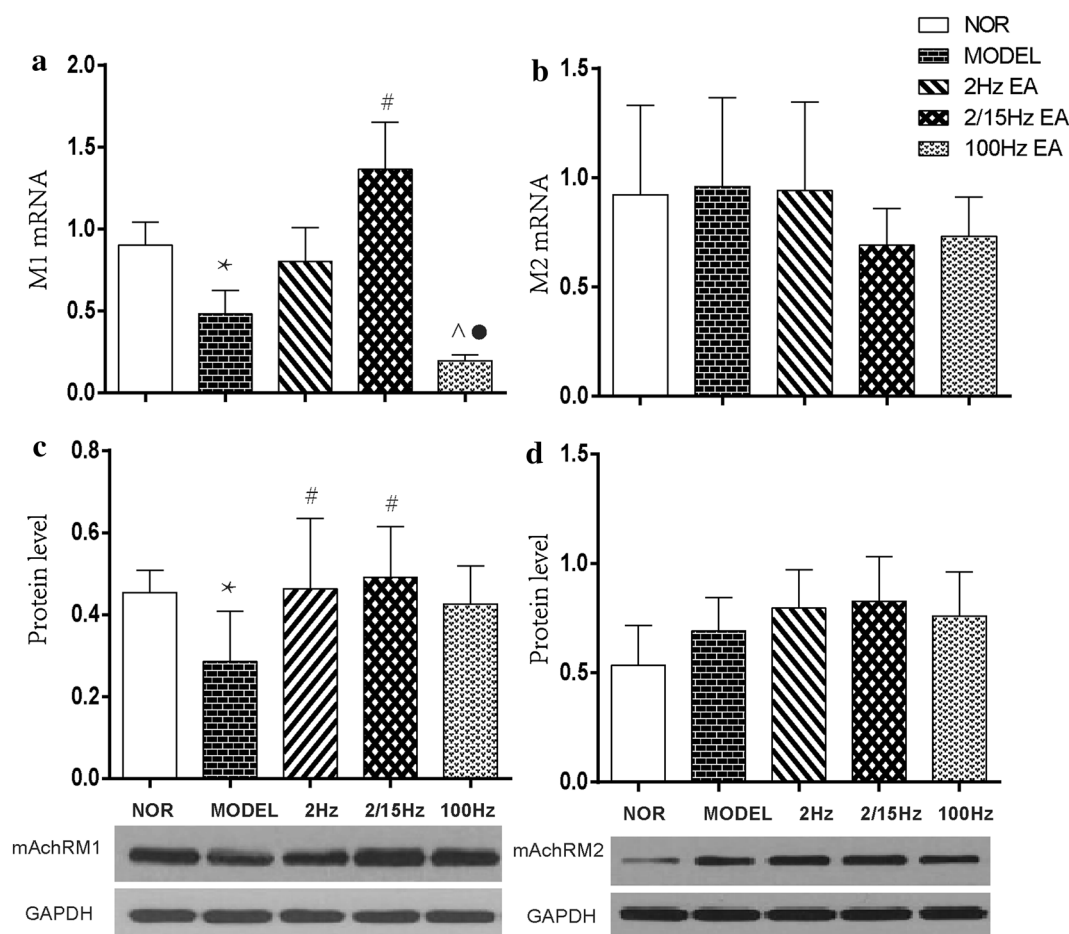 NOR
MODEL
2Hz EA
2/15Hz EA
100Hz EA
a
M1 mRNA
2.0
1.5
1.0
0.5
0.0
*
#
^ ●
b
M2 mRNA
1.5
1.0
0.5
0.0
c
Protein level
0.8
0.6
0.4
0.2
0.0
*
#
#
NOR MODEL 2Hz 2/15Hz 100Hz
mAchRM1
GAPDH
d
Protein level
1.5
1.0
0.5
0.0
NOR MODEL 2Hz 2/15Hz 100Hz
mAchRM2
GAPDH